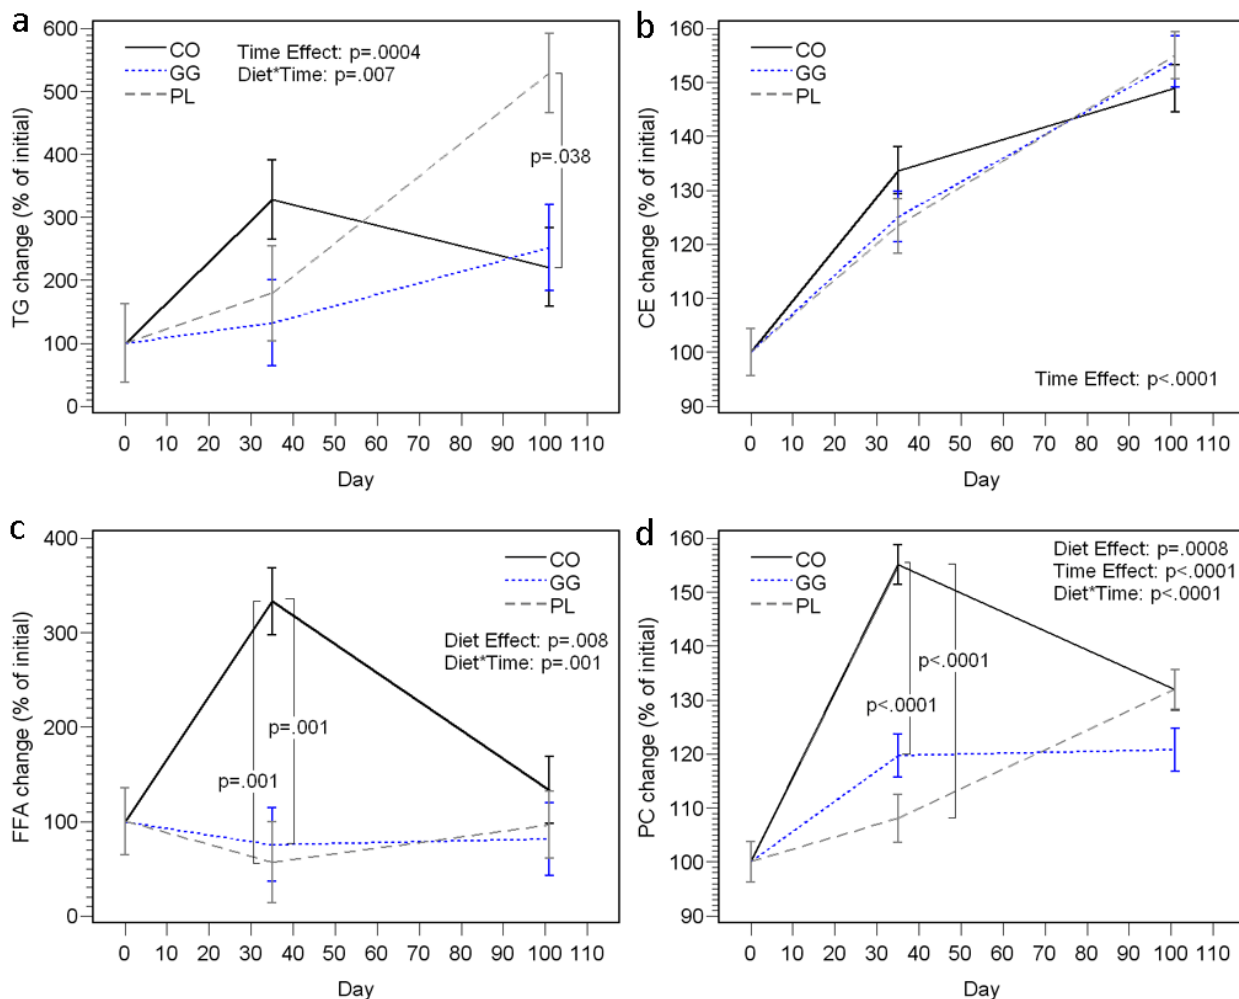 a
600
500
400
300
200
100
0
TG change (% of initial)
CO
GG
PL
Time Effect: p=.0004
Diet*Time: p=.007
p=.038
0 10 20 30 40 50 60 70 80 90 100 110
Day
b
160
150
140
130
120
110
100
90
CE change (% of initial)
CO
GG
PL
Time Effect: p<.0001
0 10 20 30 40 50 60 70 80 90 100 110
Day
c
400
300
200
100
0
FFA change (% of initial)
CO
GG
PL
Diet Effect: p=.008
Diet*Time: p=.001
p=.001
p=.001
0 10 20 30 40 50 60 70 80 90 100 110
Day
d
160
150
140
130
120
110
100
90
PC change (% of initial)
CO
GG
PL
Diet Effect: p=.0008
Time Effect: p<.0001
Diet*Time: p<.0001
p<.0001
p<.0001
0 10 20 30 40 50 60 70 80 90 100 110
Day